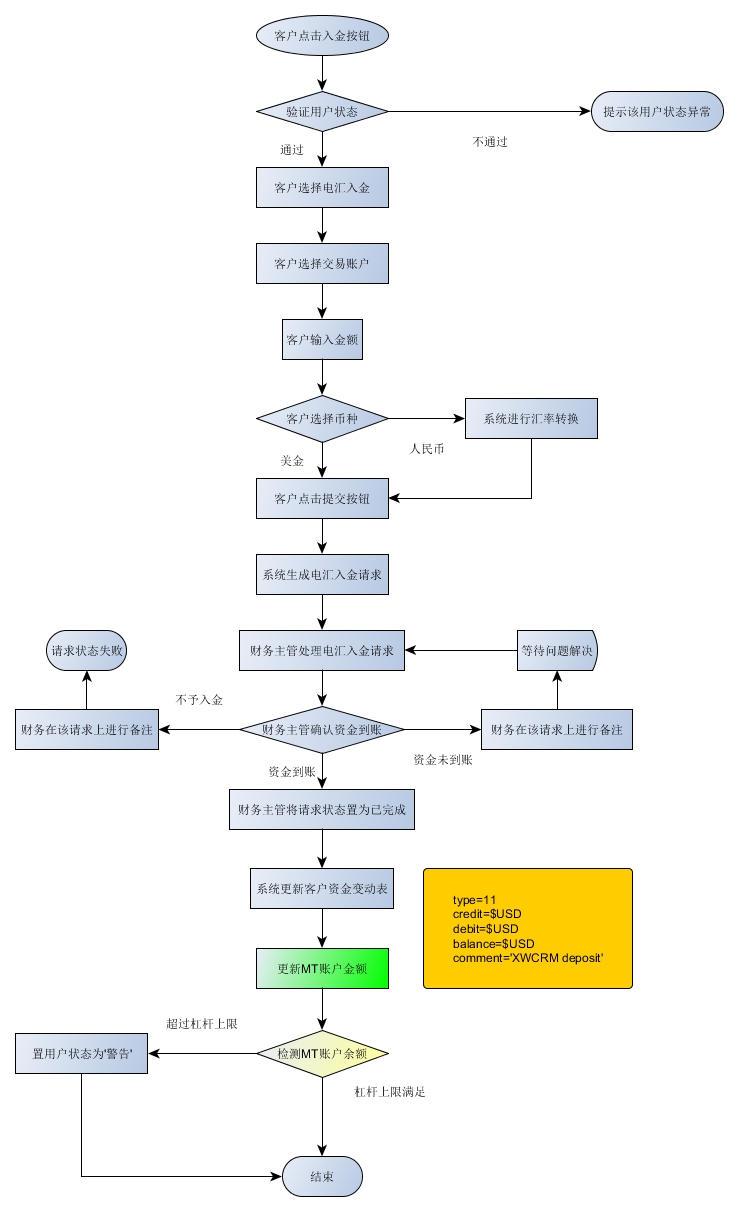 客户点击入金按钮
验证用户状态
提示该用户状态异常
通过
不通过
客户选择电汇入金
客户选择交易账户
客户输入金额
客户选择币种
系统进行汇率转换
人民币
美金
客户点击提交按钮
系统生成电汇入金请求
请求状态失败
财务主管处理电汇入金请求
等待问题解决
不予入金
财务在该请求上进行备注
财务主管确认资金到账
财务在该请求上进行备注
资金未到账
资金到账
财务主管将请求状态置为已完成
系统更新客户资金变动表
type=11
credit=$USD
debit=$USD
balance=$USD
comment='XWCRM deposit'
更新MT账户金额
超过杠杆上限
置用户状态为'警告'
检测MT账户余额
杠杆上限满足
结束